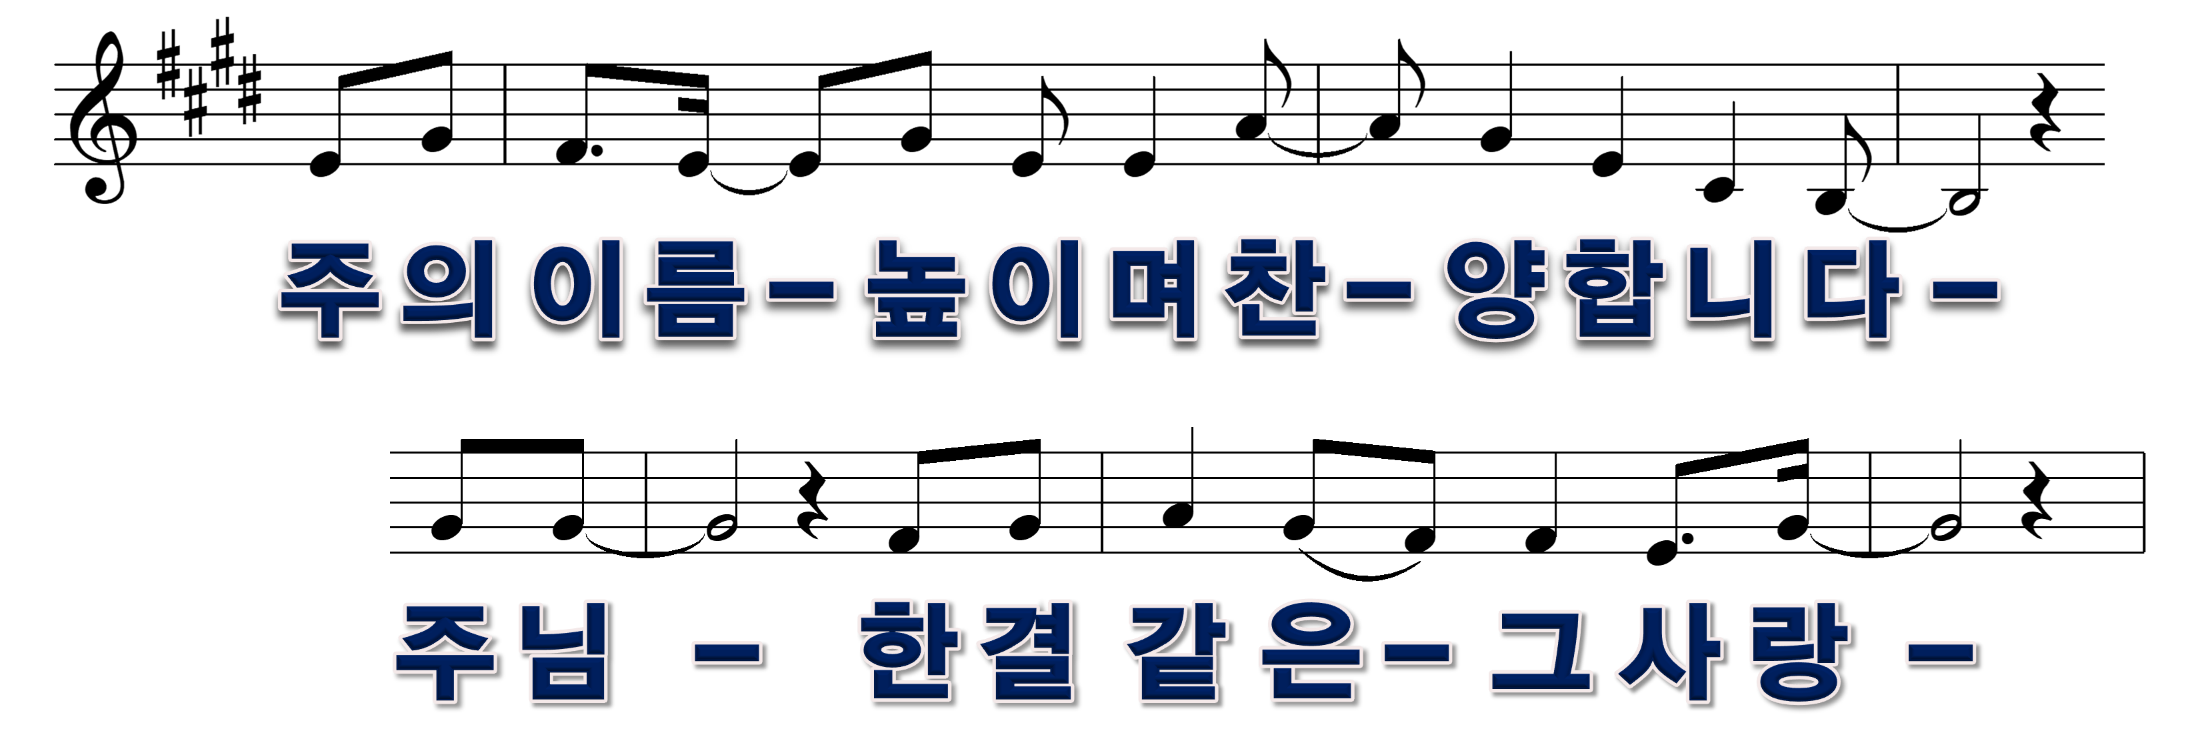 주의 이름- 높이며 찬- 양합니다 -
주님 - 한결 같은- 그사랑 -